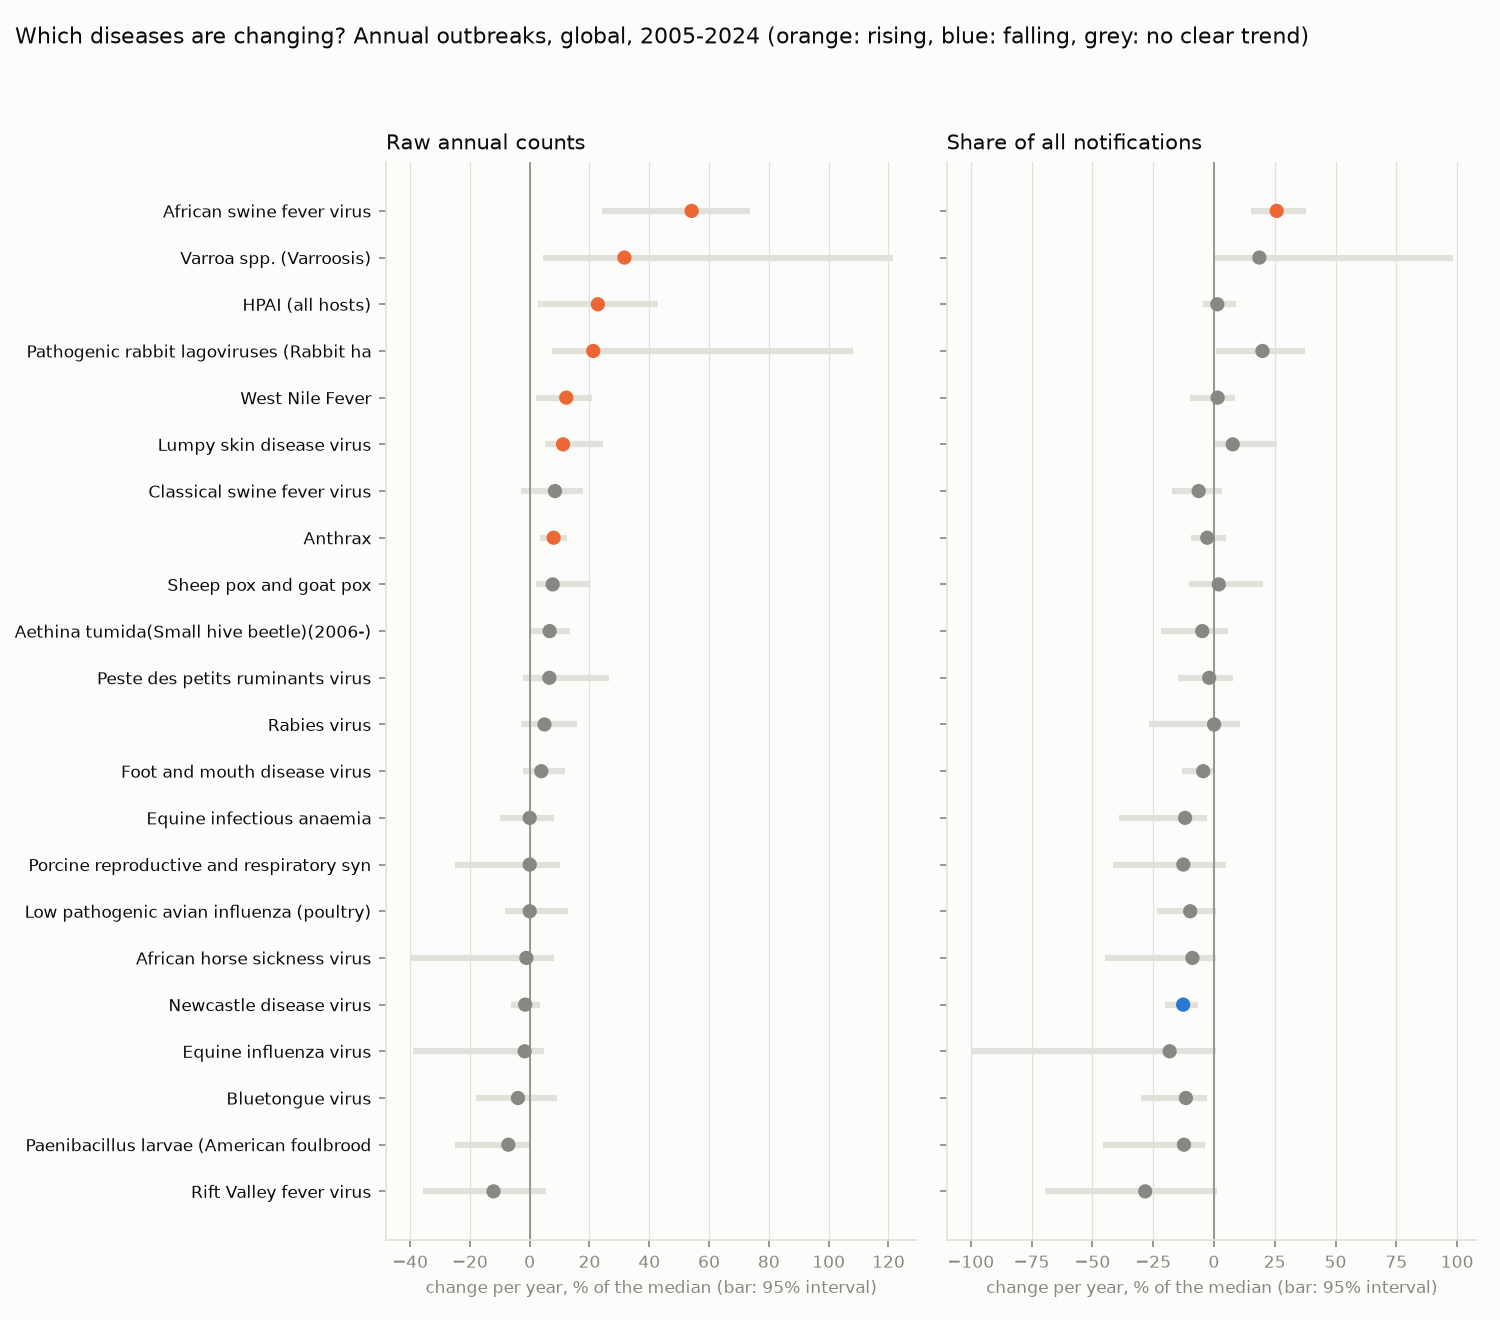 Which diseases are changing? Annual outbreaks, global, 2005-2024 (orange: rising, blue: falling, grey: no clear trend)
Raw annual counts
Share of all notifications
African swine fever virus
Varroa spp. (Varroosis)
HPAI (all hosts)
Pathogenic rabbit lagoviruses (Rabbit ha
West Nile Fever
Lumpy skin disease virus
Classical swine fever virus
Anthrax
Sheep pox and goat pox
Aethina tumida(Small hive beetle)(2006-)
Peste des petits ruminants virus
Rabies virus
Foot and mouth disease virus
Equine infectious anaemia
Porcine reproductive and respiratory syn
Low pathogenic avian influenza (poultry)
African horse sickness virus
Newcastle disease virus
Equine influenza virus
Bluetongue virus
Paenibacillus larvae (American foulbrood
Rift Valley fever virus
−40 −20 0 20 40 60 80 100 120
−100 −75 −50 −25 0 25 50 75 100
change per year, % of the median (bar: 95% interval)
change per year, % of the median (bar: 95% interval)